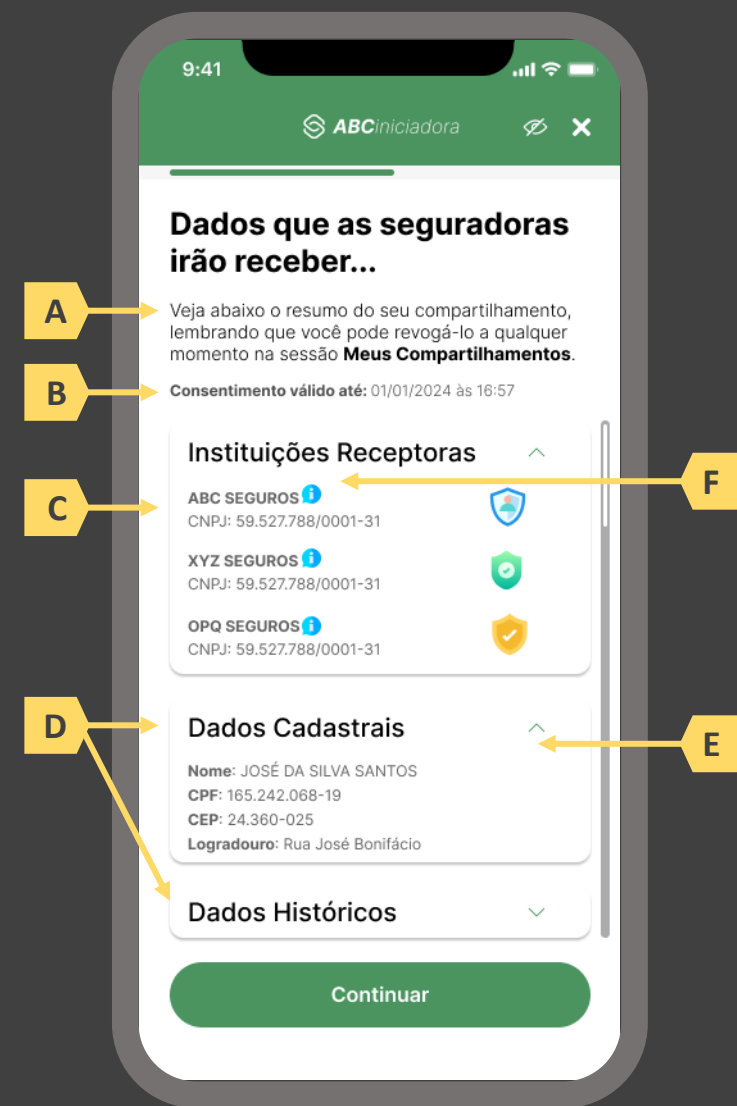 9:41
ABCiniciadora
Dados que as seguradoras
irão receber...
A
Veja abaixo o resumo do seu compartilhamento,
lembrando que você pode revogá-lo a qualquer
momento na sessão Meus Compartilhamentos.
B
Consentimento válido até: 01/01/2024 às 16:57
Instituições Receptoras
F
C
ABC SEGUROS i
CNPJ: 59.527.788/0001-31
XYZ SEGUROS i
CNPJ: 59.527.788/0001-31
OPQ SEGUROS i
CNPJ: 59.527.788/0001-31
D
Dados Cadastrais
E
Nome: JOSÉ DA SILVA SANTOS
CPF: 165.242.068-19
CEP: 24.360-025
Logradouro: Rua José Bonifácio
Dados Históricos
Continuar